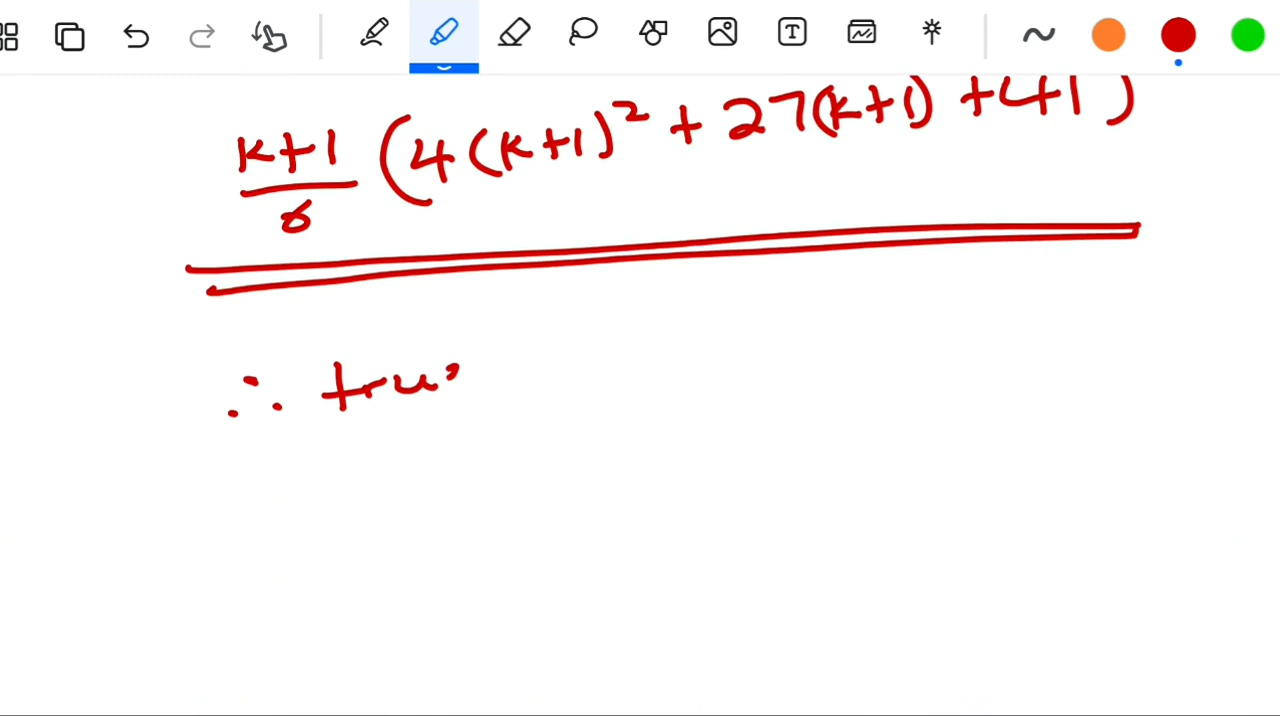 k+1/6 (4(k+1)² + 27(k+1) + 41)
∴ tru